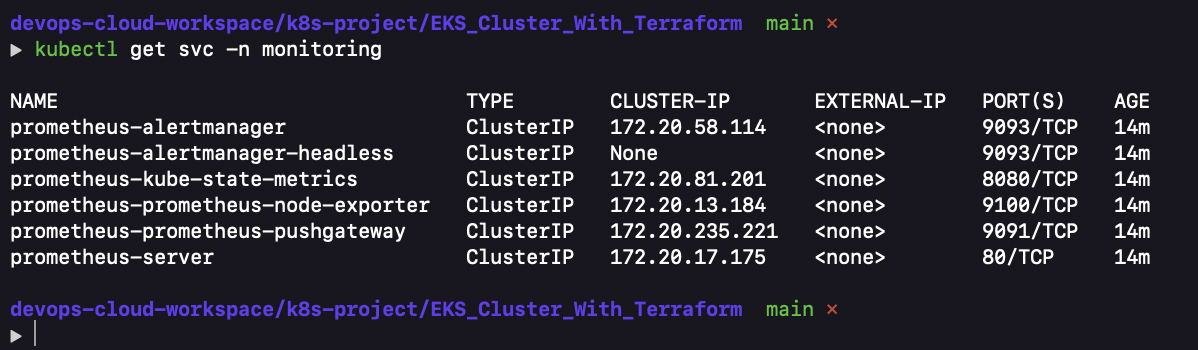 devops-cloud-workspace/k8s-project/EKS_Cluster_With_Terraform main ×
▶ kubectl get svc -n monitoring
NAME TYPE CLUSTER-IP EXTERNAL-IP PORT(S) AGE
prometheus-alertmanager ClusterIP 172.20.58.114 <none> 9093/TCP 14m
prometheus-alertmanager-headless ClusterIP None <none> 9093/TCP 14m
prometheus-kube-state-metrics ClusterIP 172.20.81.201 <none> 8080/TCP 14m
prometheus-prometheus-node-exporter ClusterIP 172.20.13.184 <none> 9100/TCP 14m
prometheus-prometheus-pushgateway ClusterIP 172.20.235.221 <none> 9091/TCP 14m
prometheus-server ClusterIP 172.20.17.175 <none> 80/TCP 14m
devops-cloud-workspace/k8s-project/EKS_Cluster_With_Terraform main ×
▶